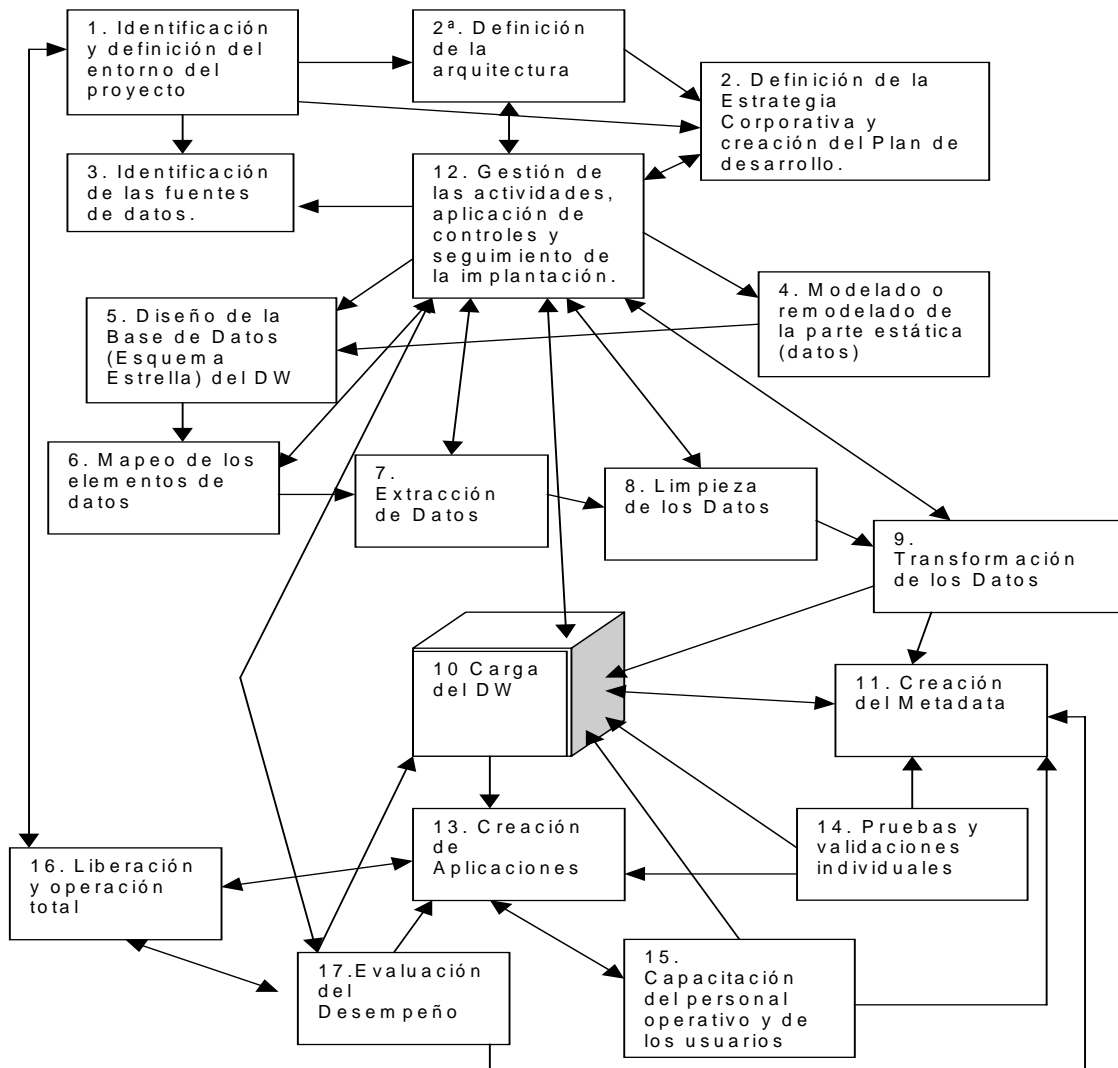 1. Identificación
y definición del
entorno del
proyecto
2ª. Definición
de la
arquitectura
2. Definición de la
Estrategia
Corporativa y
creación del Plan de
desarrollo.
3. Identificación
de las fuentes
de datos.
12. Gestión de
las actividades,
aplicación de
controles y
seguimiento de
la implantación.
4. Modelado o
remodelado de
la parte estática
(datos)
5. Diseño de la
Base de Datos
(Esquema
Estrella) del DW
6. Mapeo de los
elementos de
datos
7.
Extracción
de Datos
8. Limpieza
de los Datos
9.
Transformación
de los Datos
10 Carga
del DW
11. Creación
del Metadata
13. Creación
de
Aplicaciones
14. Pruebas y
validaciones
individuales
16. Liberación
y operación
total
17.Evaluación
del
Desempeño
15.
Capacitación
del personal
operativo y de
los usuarios